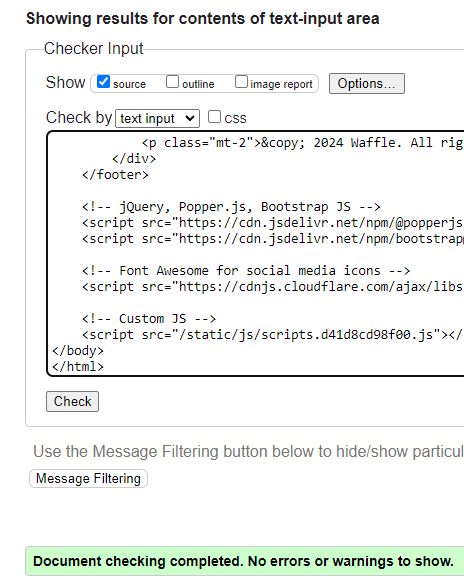 Showing results for contents of text-input area
Checker Input
Show source outline image report Options...
Check by text input css
<p class="mt-2">&copy; 2024 Waffle. All rig
</div>
</footer>
<!-- jQuery, Popper.js, Bootstrap JS -->
<script src="https://cdn.jsdelivr.net/npm/@popperjs
<script src="https://cdn.jsdelivr.net/npm/bootstrap
<!-- Font Awesome for social media icons -->
<script src="https://cdnjs.cloudflare.com/ajax/libs
<!-- Custom JS -->
<script src="/static/js/scripts.d41d8cd98f00.js"></
</body>
</html>
Check
Use the Message Filtering button below to hide/show particul
Message Filtering
Document checking completed. No errors or warnings to show.